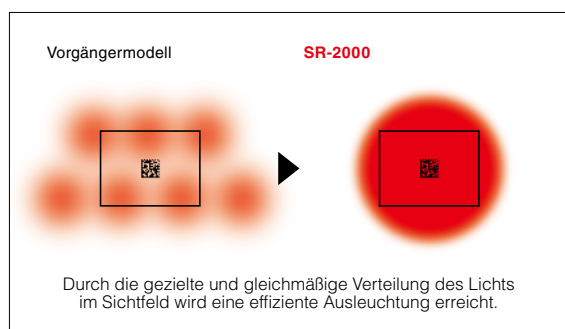 Vorgängermodell
SR-2000
Durch die gezielte und gleichmäßige Verteilung des Lichts
im Sichtfeld wird eine effiziente Ausleuchtung erreicht.